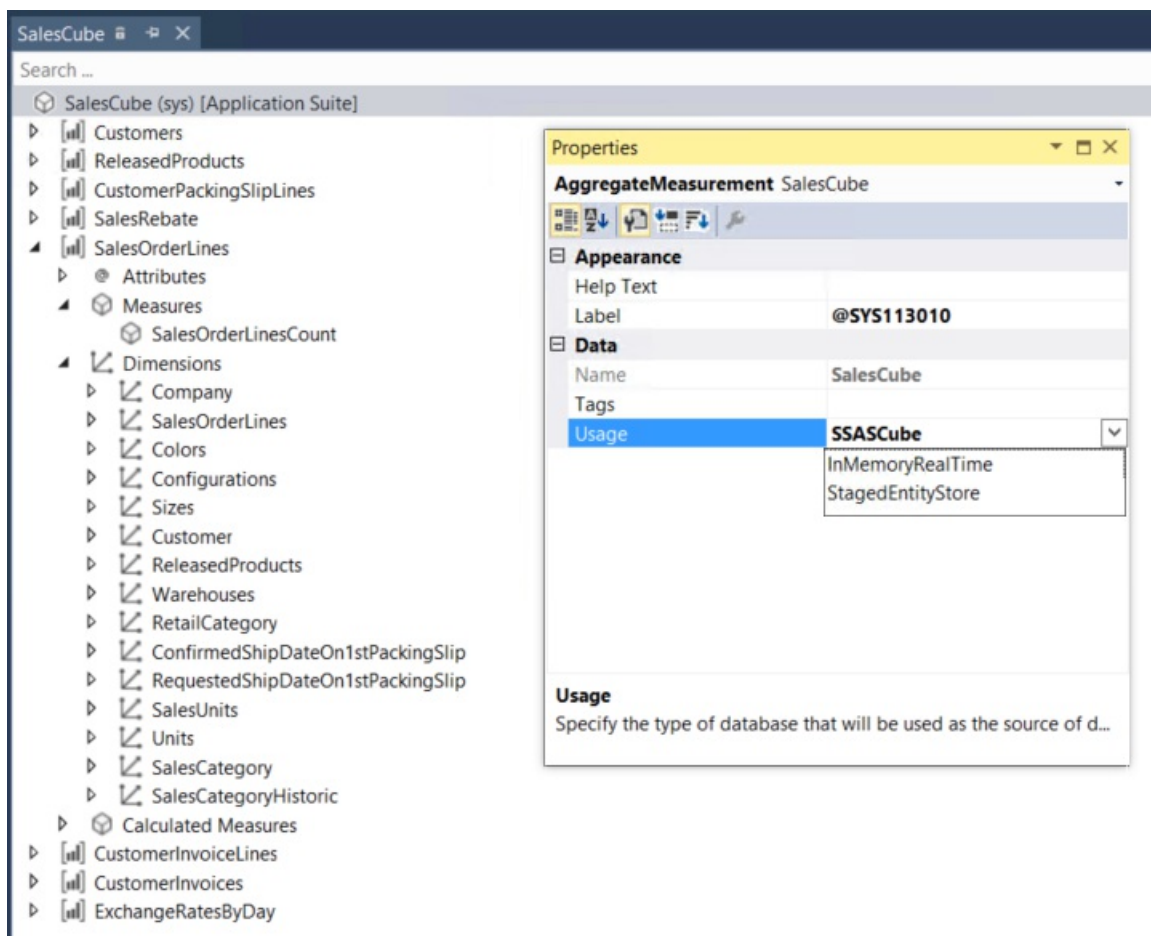 SalesCube
Search ...
SalesCube (sys) [Application Suite]
Customers
ReleasedProducts
CustomerPackingSlipLines
SalesRebate
SalesOrderLines
Attributes
Measures
SalesOrderLinesCount
Dimensions
Company
SalesOrderLines
Colors
Configurations
Sizes
Customer
ReleasedProducts
Warehouses
RetailCategory
ConfirmedShipDateOn1stPackingSlip
RequestedShipDateOn1stPackingSlip
SalesUnits
Units
SalesCategory
SalesCategoryHistoric
Calculated Measures
CustomerInvoiceLines
CustomerInvoices
ExchangeRatesByDay
Properties
AggregateMeasurement SalesCube
Appearance
Help Text
Label @SYS113010
Data
Name SalesCube
Tags
Usage SSASCube
InMemoryRealTime
StagedEntityStore
Usage
Specify the type of database that will be used as the source of d...